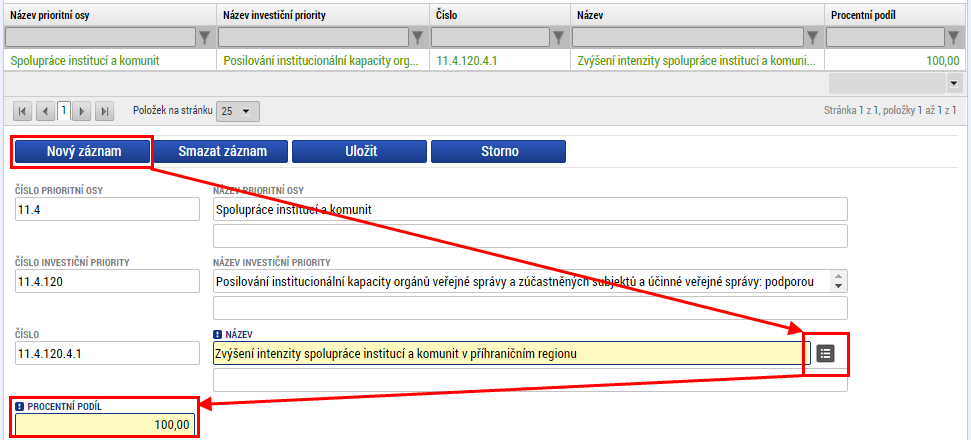 Název prioritní osy Název investiční priority Číslo Název Procentní podíl
Spolupráce institucí a komunit Posilování institucionální kapacity org... 11.4.120.4.1 Zvýšení intenzity spolupráce institucí a komuni... 100,00
1 Položek na stránku 25 Stránka 1 z 1, položky 1 až 1 z 1
Nový záznam Smazat záznam Uložit Storno
ČÍSLO PRIORITNÍ OSY NÁZEV PRIORITNÍ OSY
11.4 Spolupráce institucí a komunit
ČÍSLO INVESTIČNÍ PRIORITY NÁZEV INVESTIČNÍ PRIORITY
11.4.120 Posilování institucionální kapacity orgánů veřejné správy a zúčastněných subjektů a účinné veřejné správy: podporou
ČÍSLO NÁZEV
11.4.120.4.1 Zvýšení intenzity spolupráce institucí a komunit v příhraničním regionu
PROCENTNÍ PODÍL
100,00